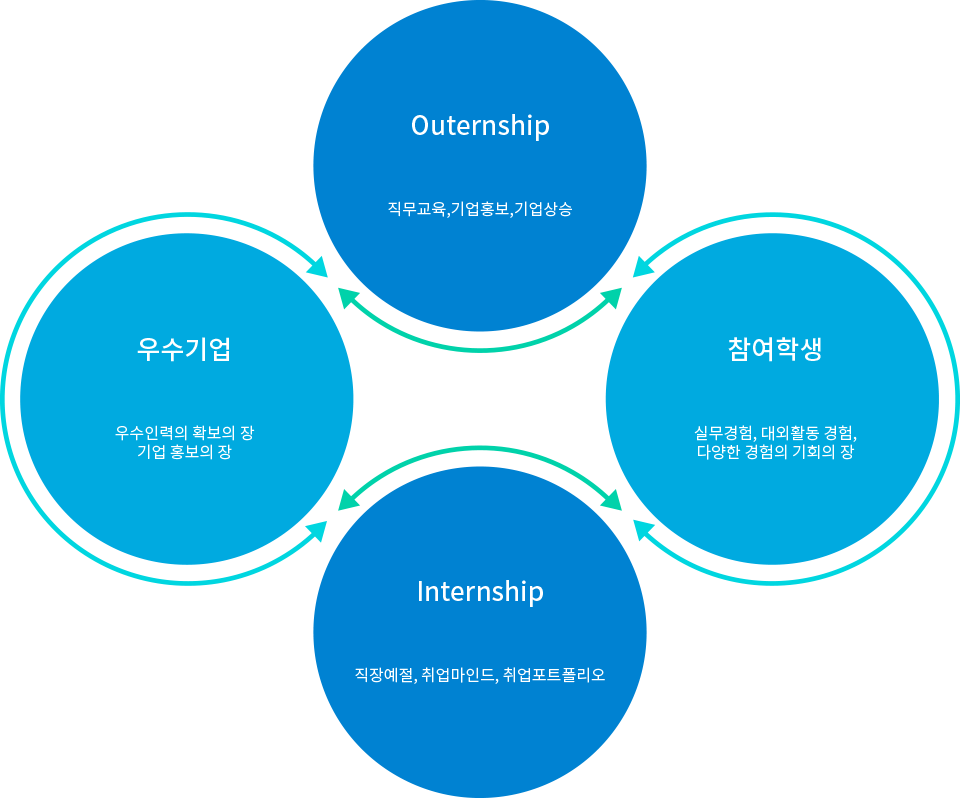 Outernship
직무교육,기업홍보,기업상승
우수기업
우수인력의 확보의 장
기업 홍보의 장
참여학생
실무경험, 대외활동 경험,
다양한 경험의 기회의 장
Internship
직장예절, 취업마인드, 취업포트폴리오